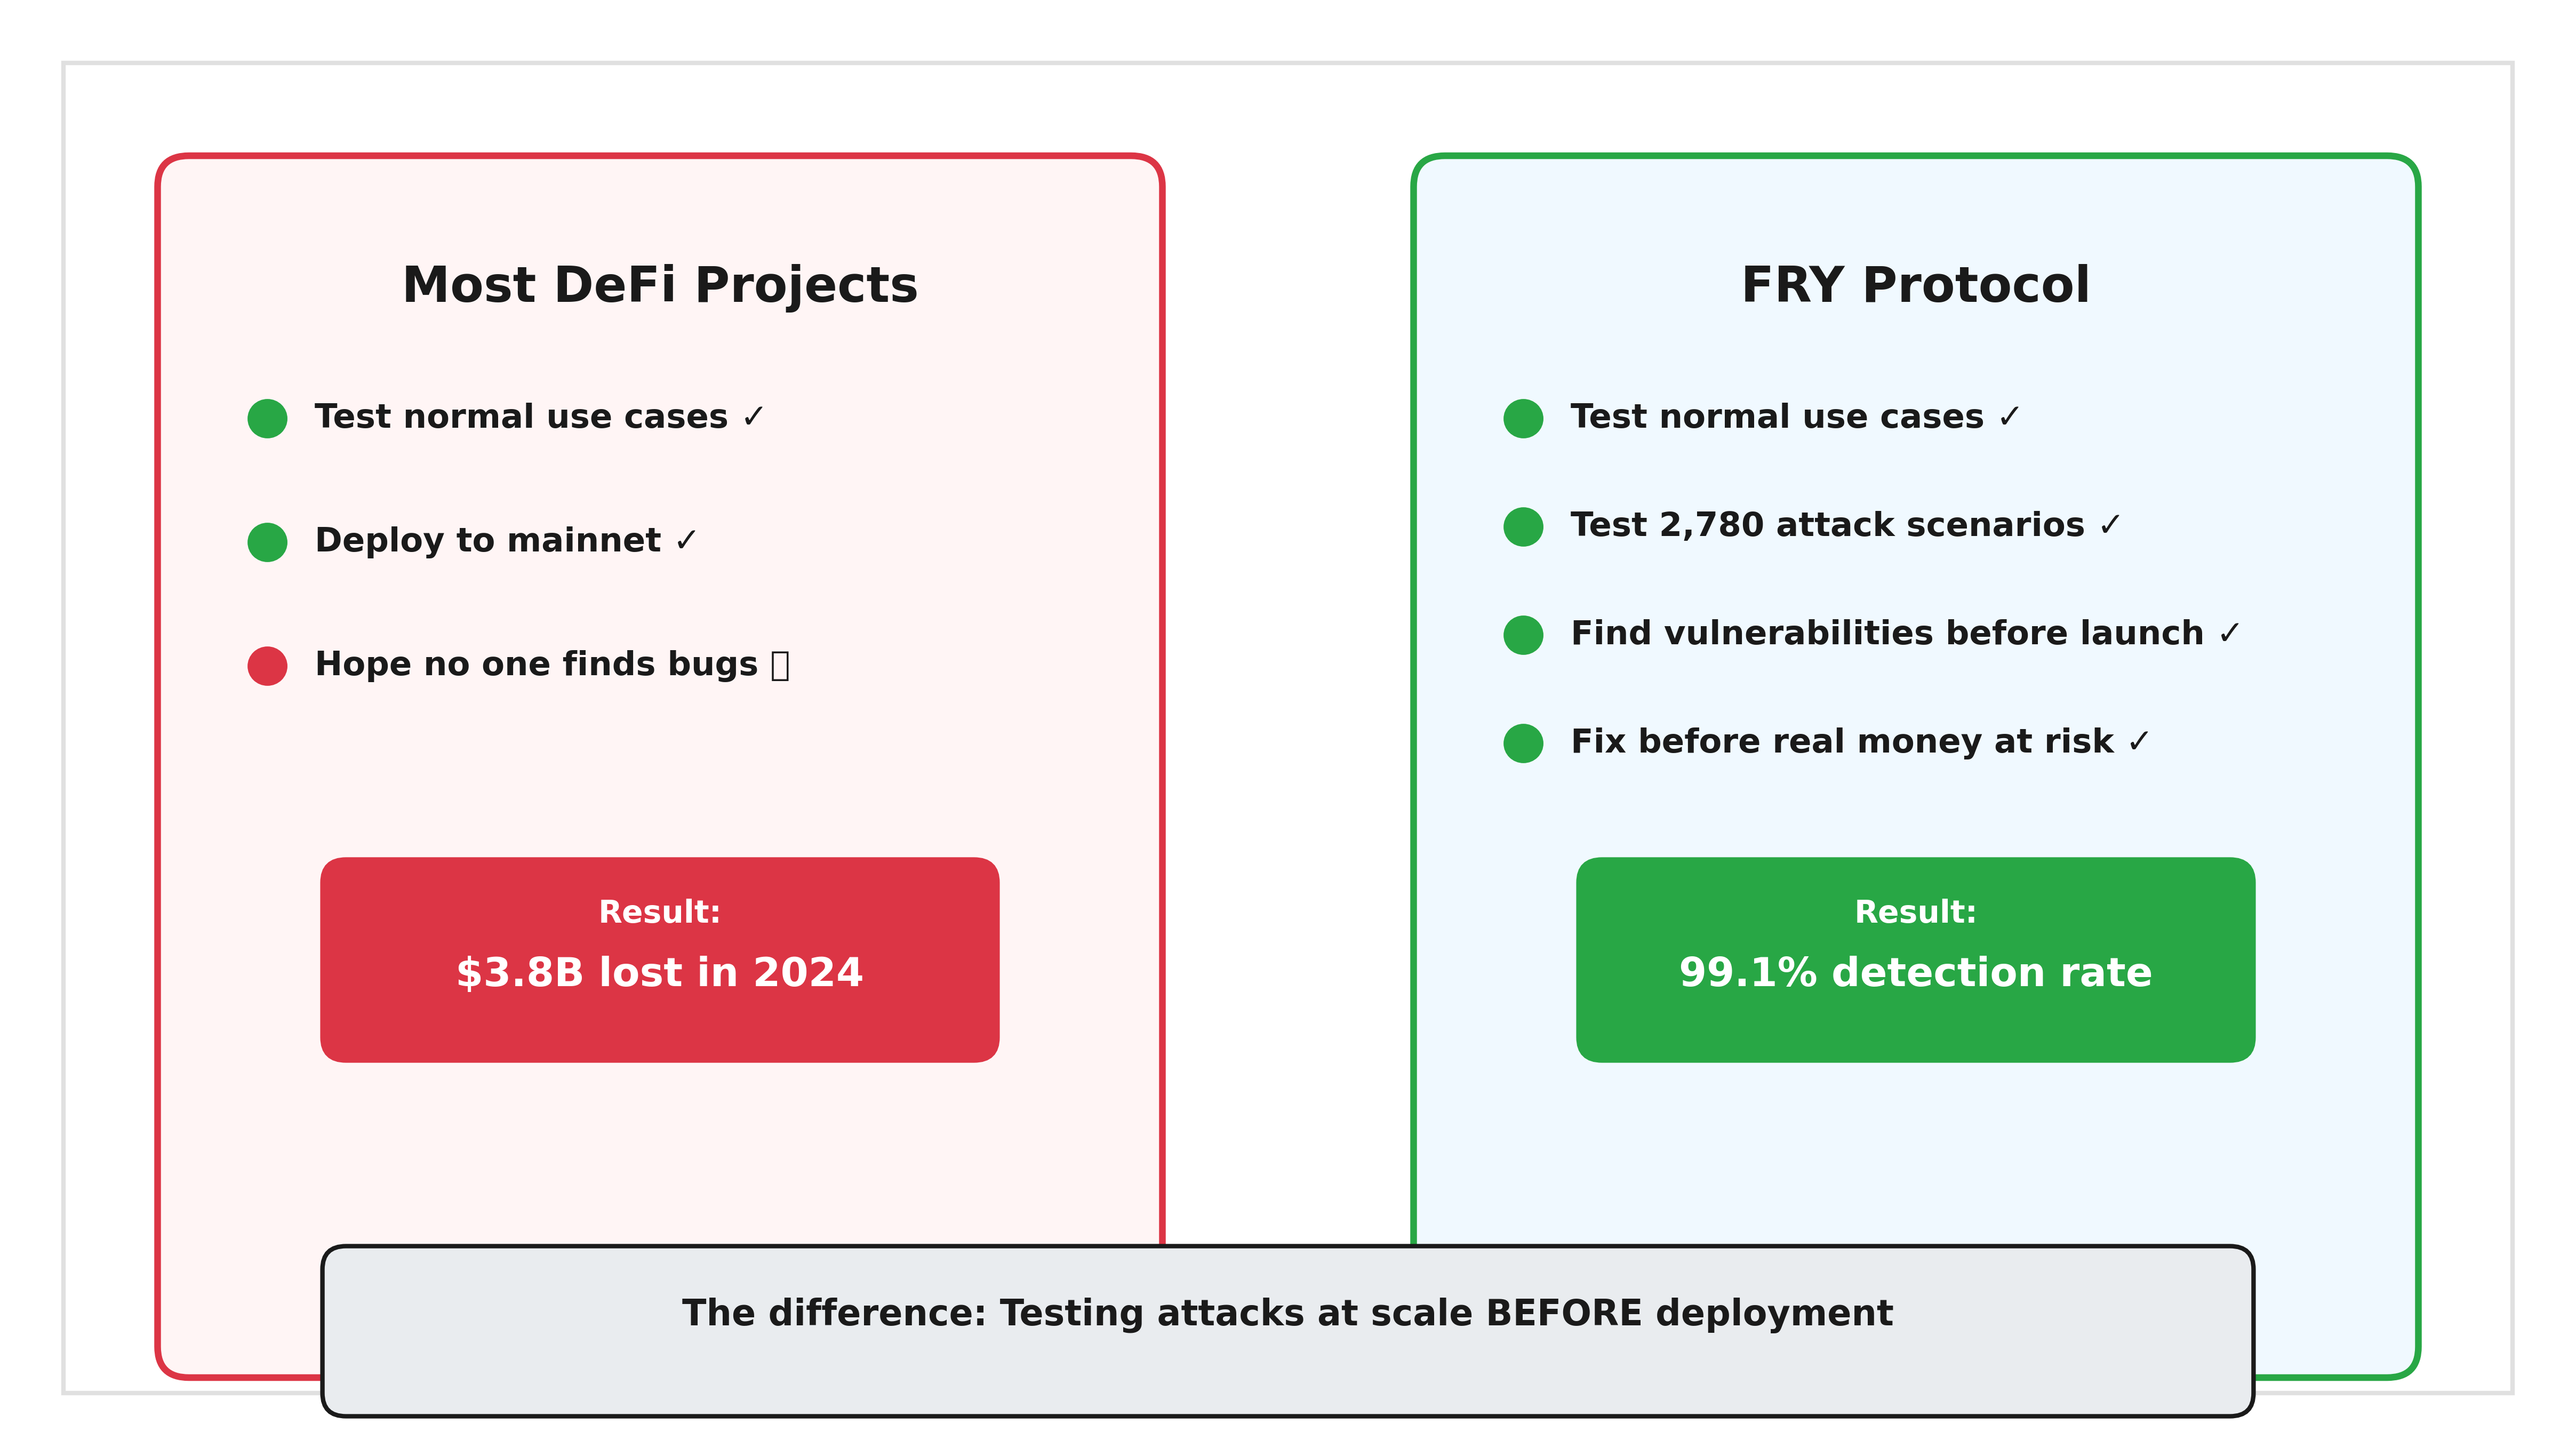 Most DeFi Projects
Test normal use cases ✓
Deploy to mainnet ✓
Hope no one finds bugs
Result:
$3.8B lost in 2024
FRY Protocol
Test normal use cases ✓
Test 2,780 attack scenarios ✓
Find vulnerabilities before launch ✓
Fix before real money at risk ✓
Result:
99.1% detection rate
The difference: Testing attacks at scale BEFORE deployment